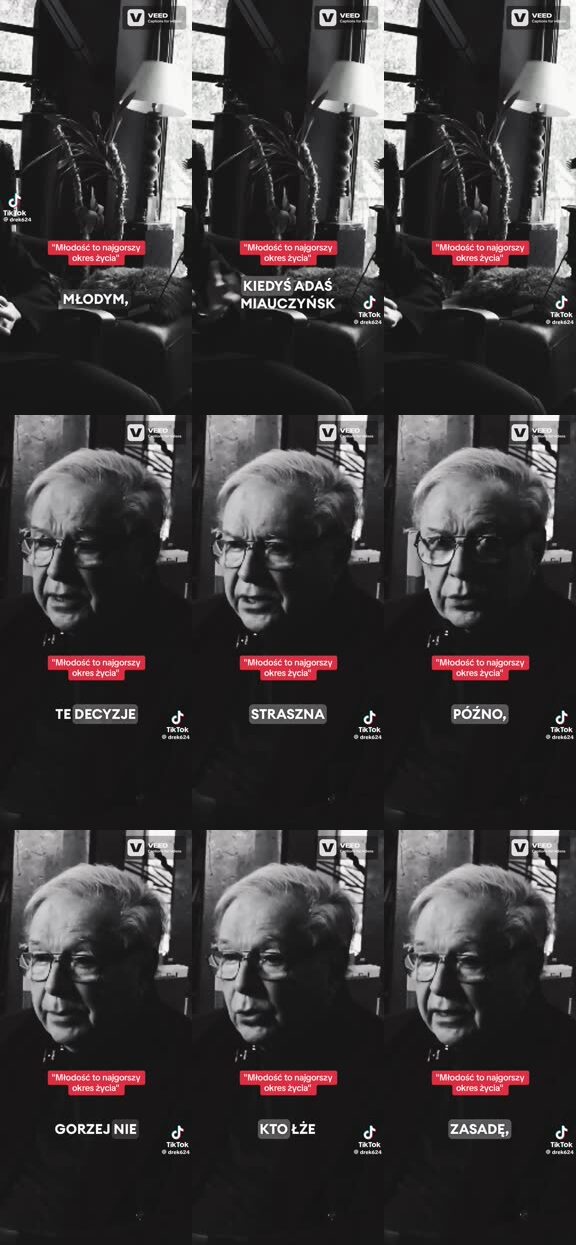 VEED
Captions for videos
TikTok
@ drek624
"Młodość to najgorszy
okres życia"
MŁODYM,
VEED
Captions for videos
"Młodość to najgorszy
okres życia"
KIEDYŚ ADAŚ
MIAUCZYŃSK
TikTok
@ drek624
VEED
Captions for videos
"Młodość to najgorszy
okres życia"
TikTok
@ drek624
VEED
Captions for videos
"Młodość to najgorszy
okres życia"
TE DECYZJE
TikTok
@ drek624
VEED
Captions for videos
"Młodość to najgorszy
okres życia"
STRASZNA
TikTok
@ drek624
VEED
Captions for videos
"Młodość to najgorszy
okres życia"
PÓŹNO,
TikTok
@ drek624
VEED
Captions for videos
"Młodość to najgorszy
okres życia"
GORZEJ NIE
TikTok
@ drek624
VEED
Captions for videos
"Młodość to najgorszy
okres życia"
KTO ŁŻE
TikTok
@ drek624
VEED
Captions for videos
"Młodość to najgorszy
okres życia"
ZASADĘ,
TikTok
@ drek624